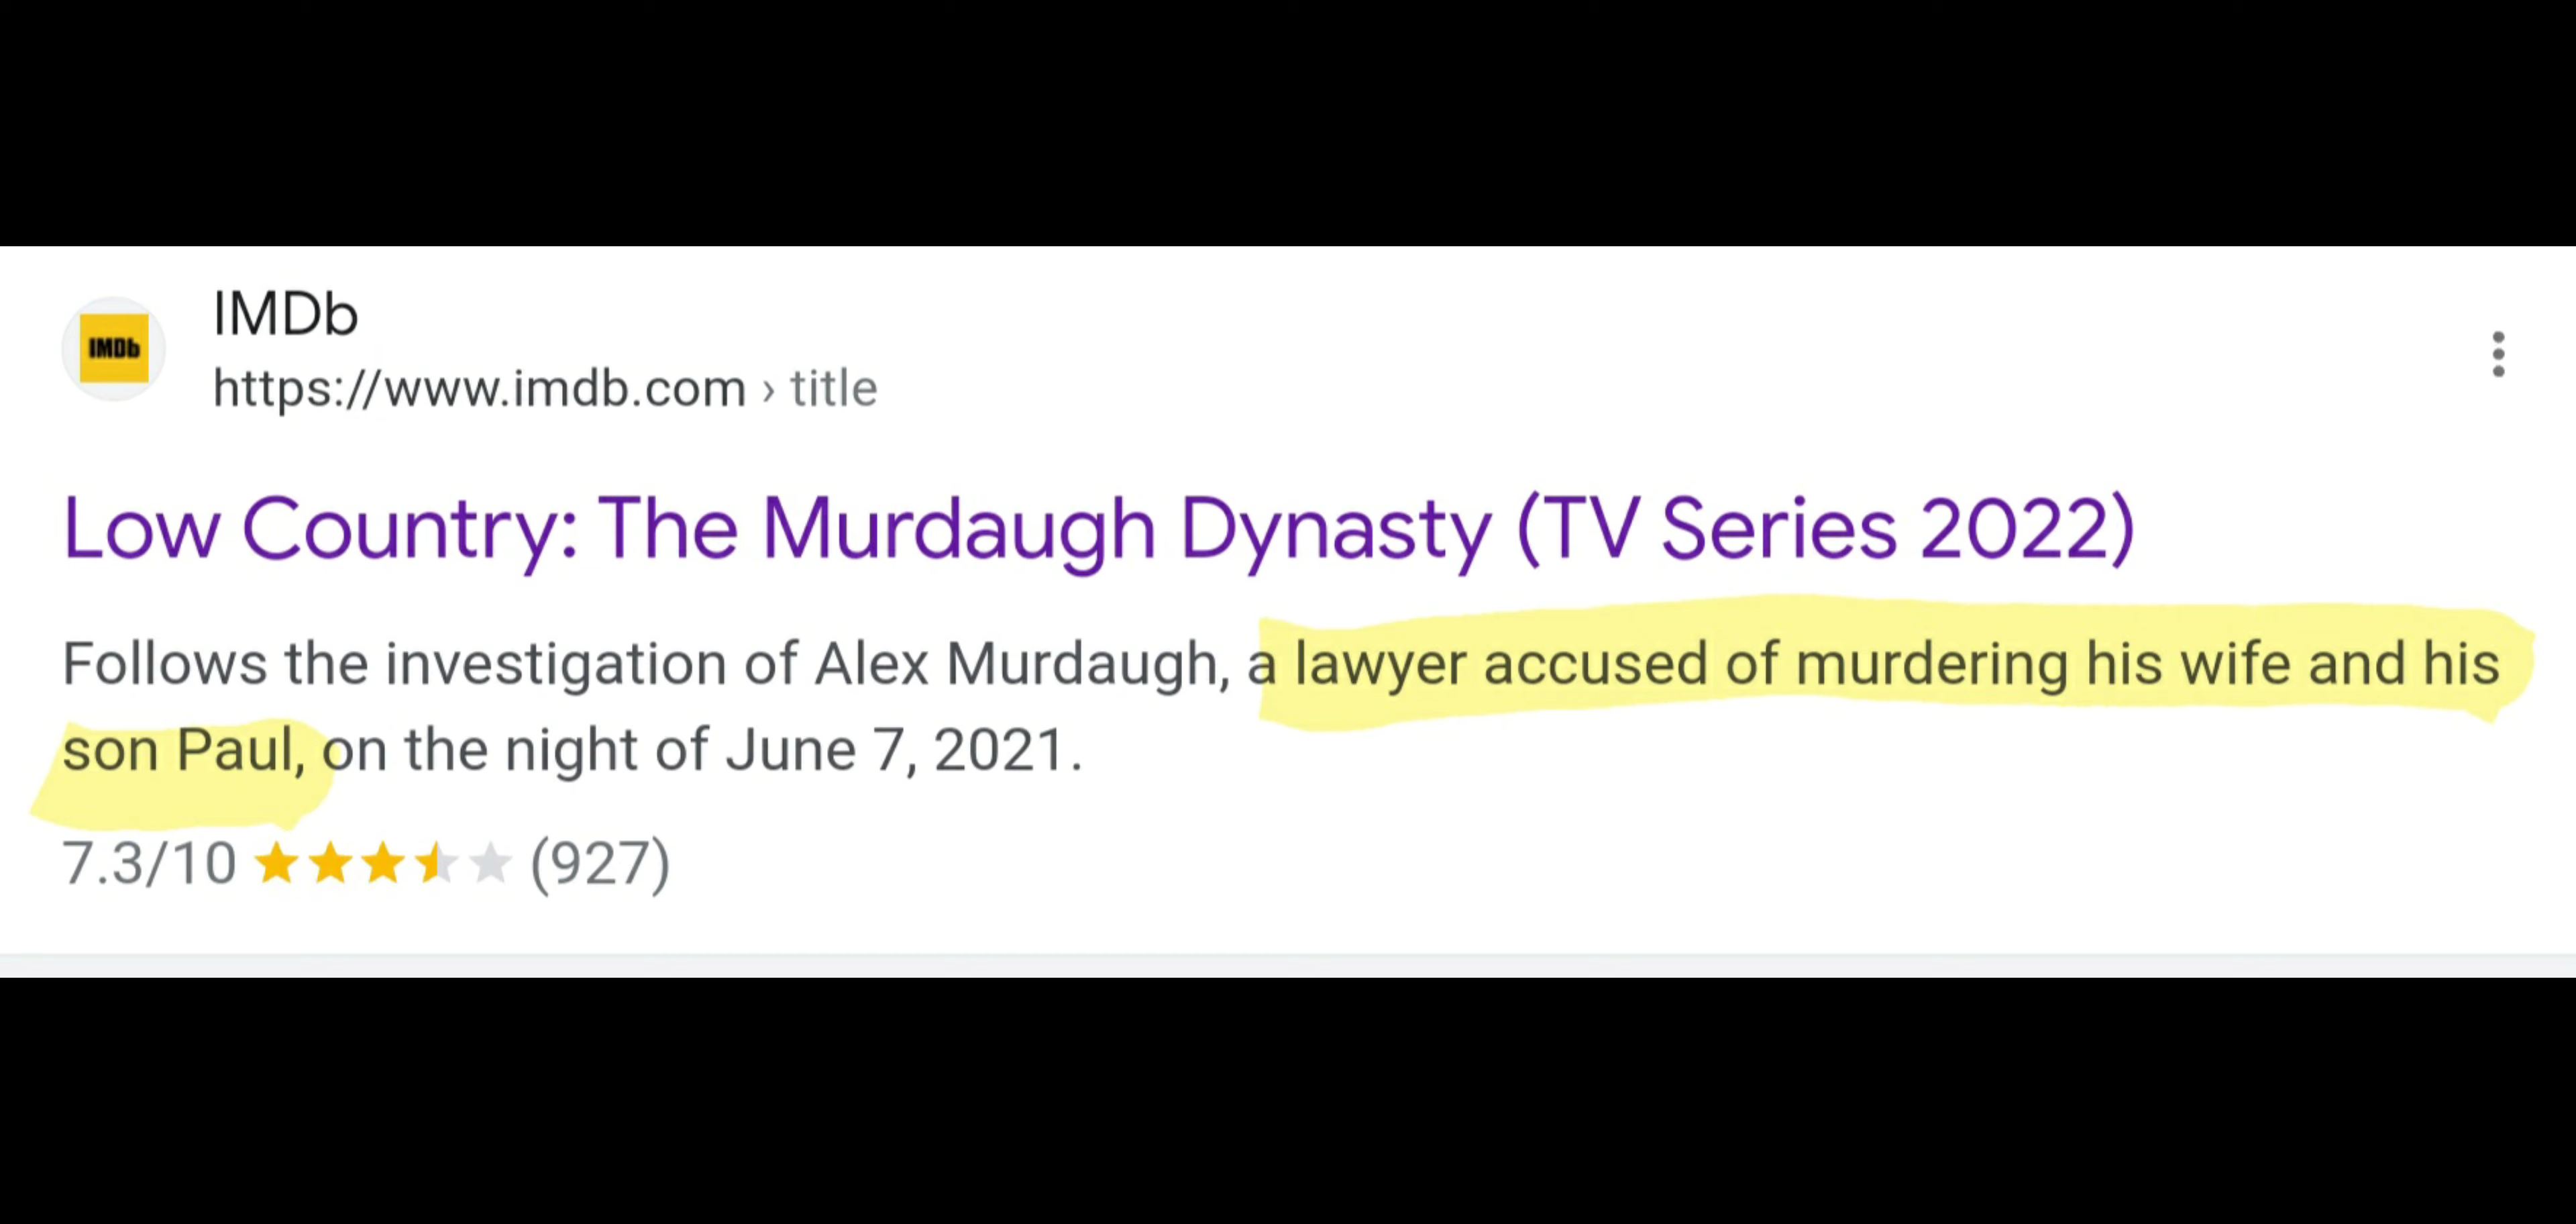 IMDb
IMDb
https://www.imdb.com › title
Low Country: The Murdaugh Dynasty (TV Series 2022)
Follows the investigation of Alex Murdaugh, a lawyer accused of murdering his wife and his
son Paul, on the night of June 7, 2021.
7.3/10 (927)